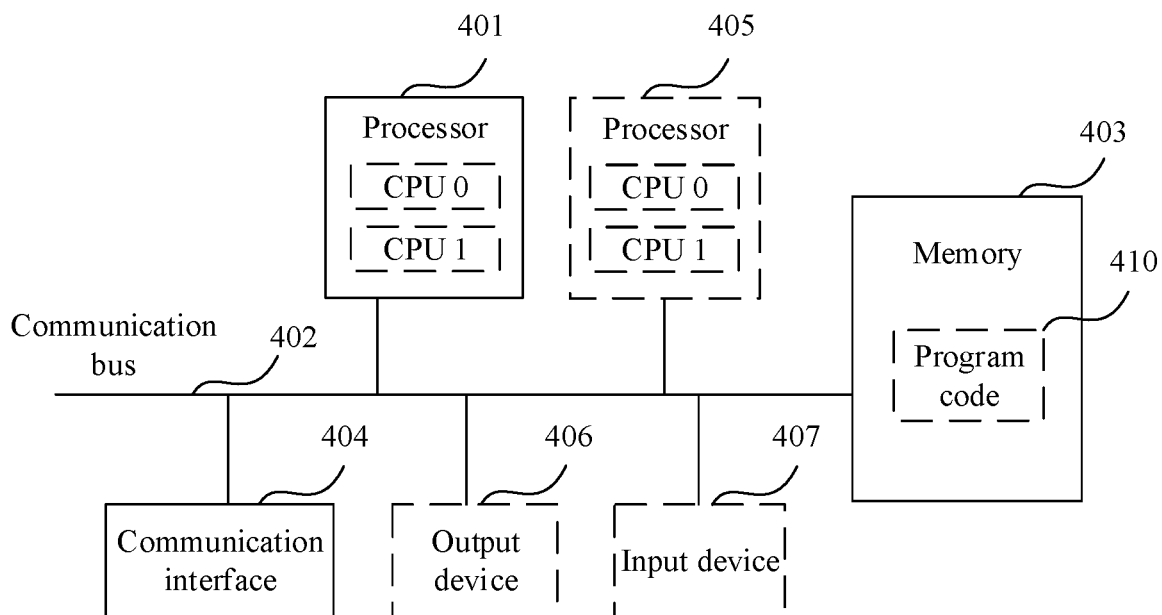 401
405
Processor
CPU 0
CPU 1
Processor
CPU 0
CPU 1
403
Memory
410
Program
code
Communication
bus
402
404
406
407
Communication
interface
Output
device
Input device